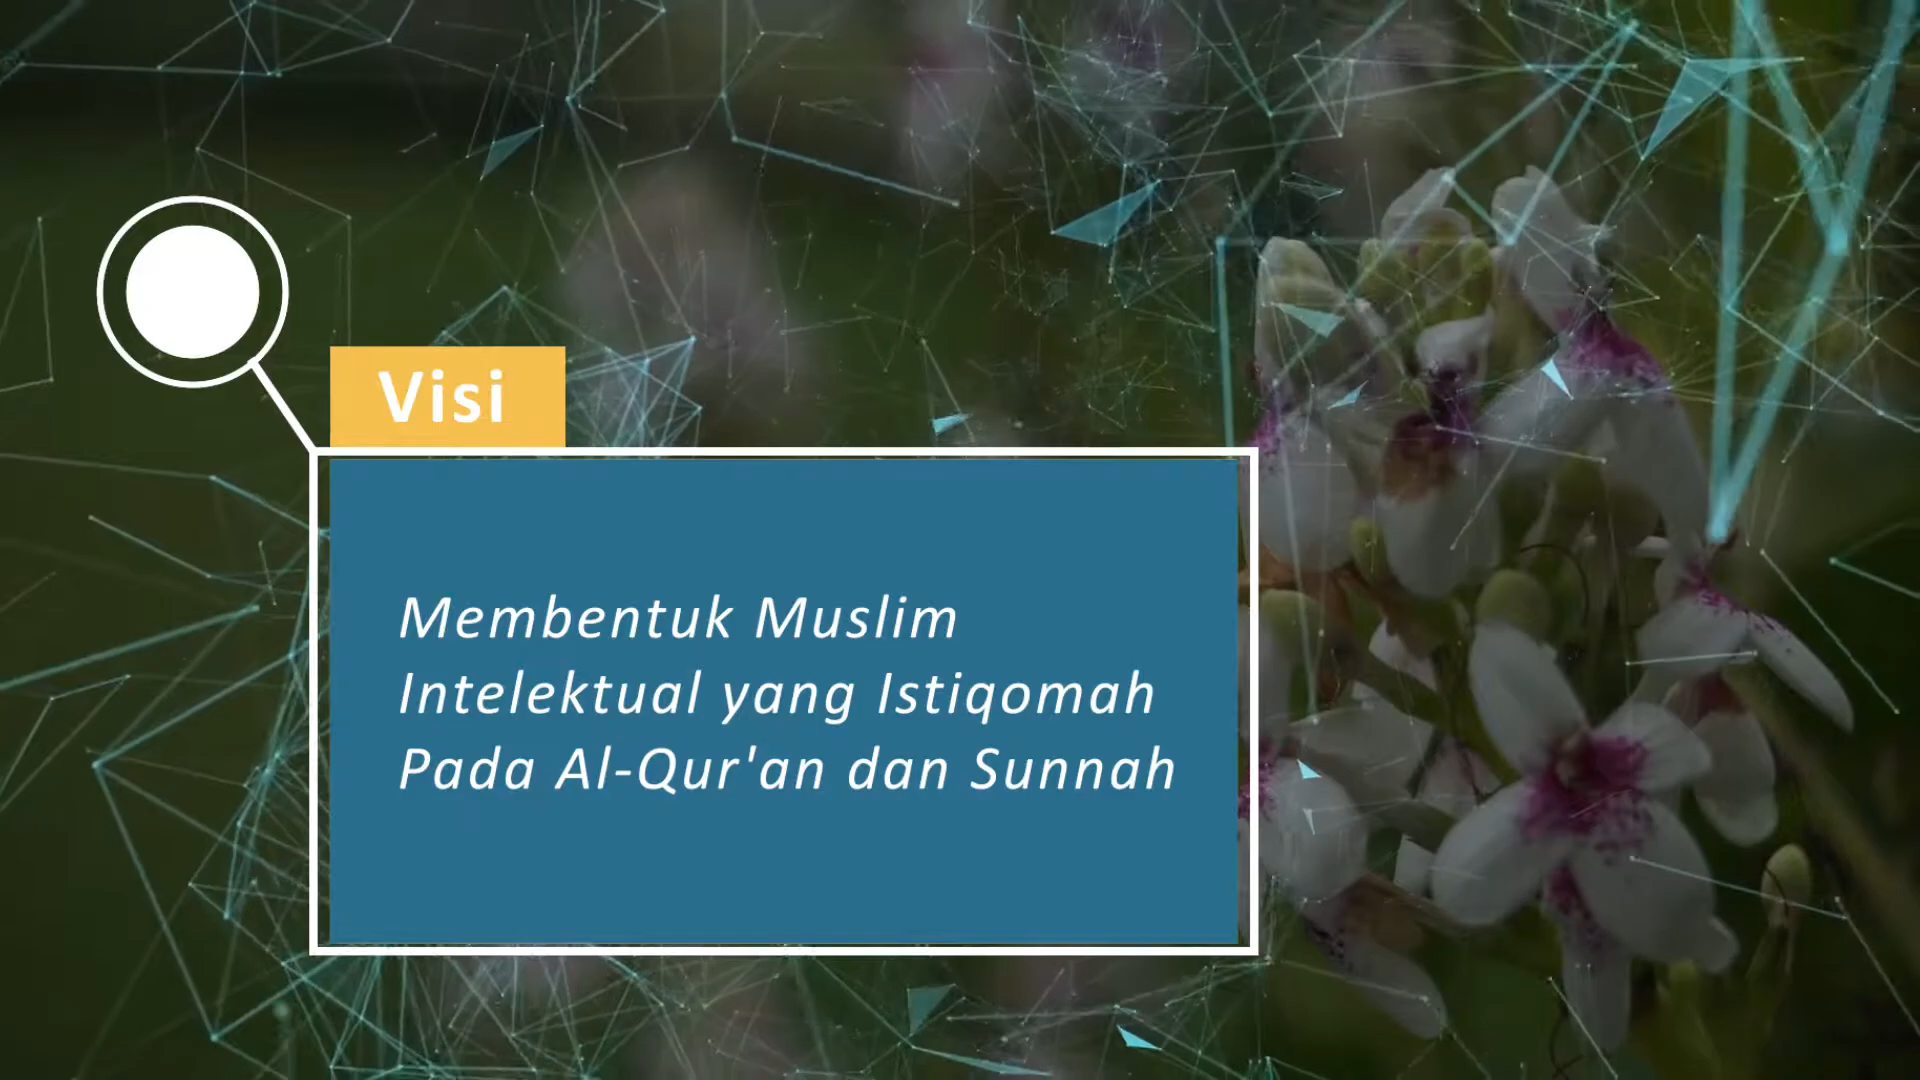 Visi
Membentuk Muslim
Intelektual yang Istiqomah
Pada Al-Qur'an dan Sunnah